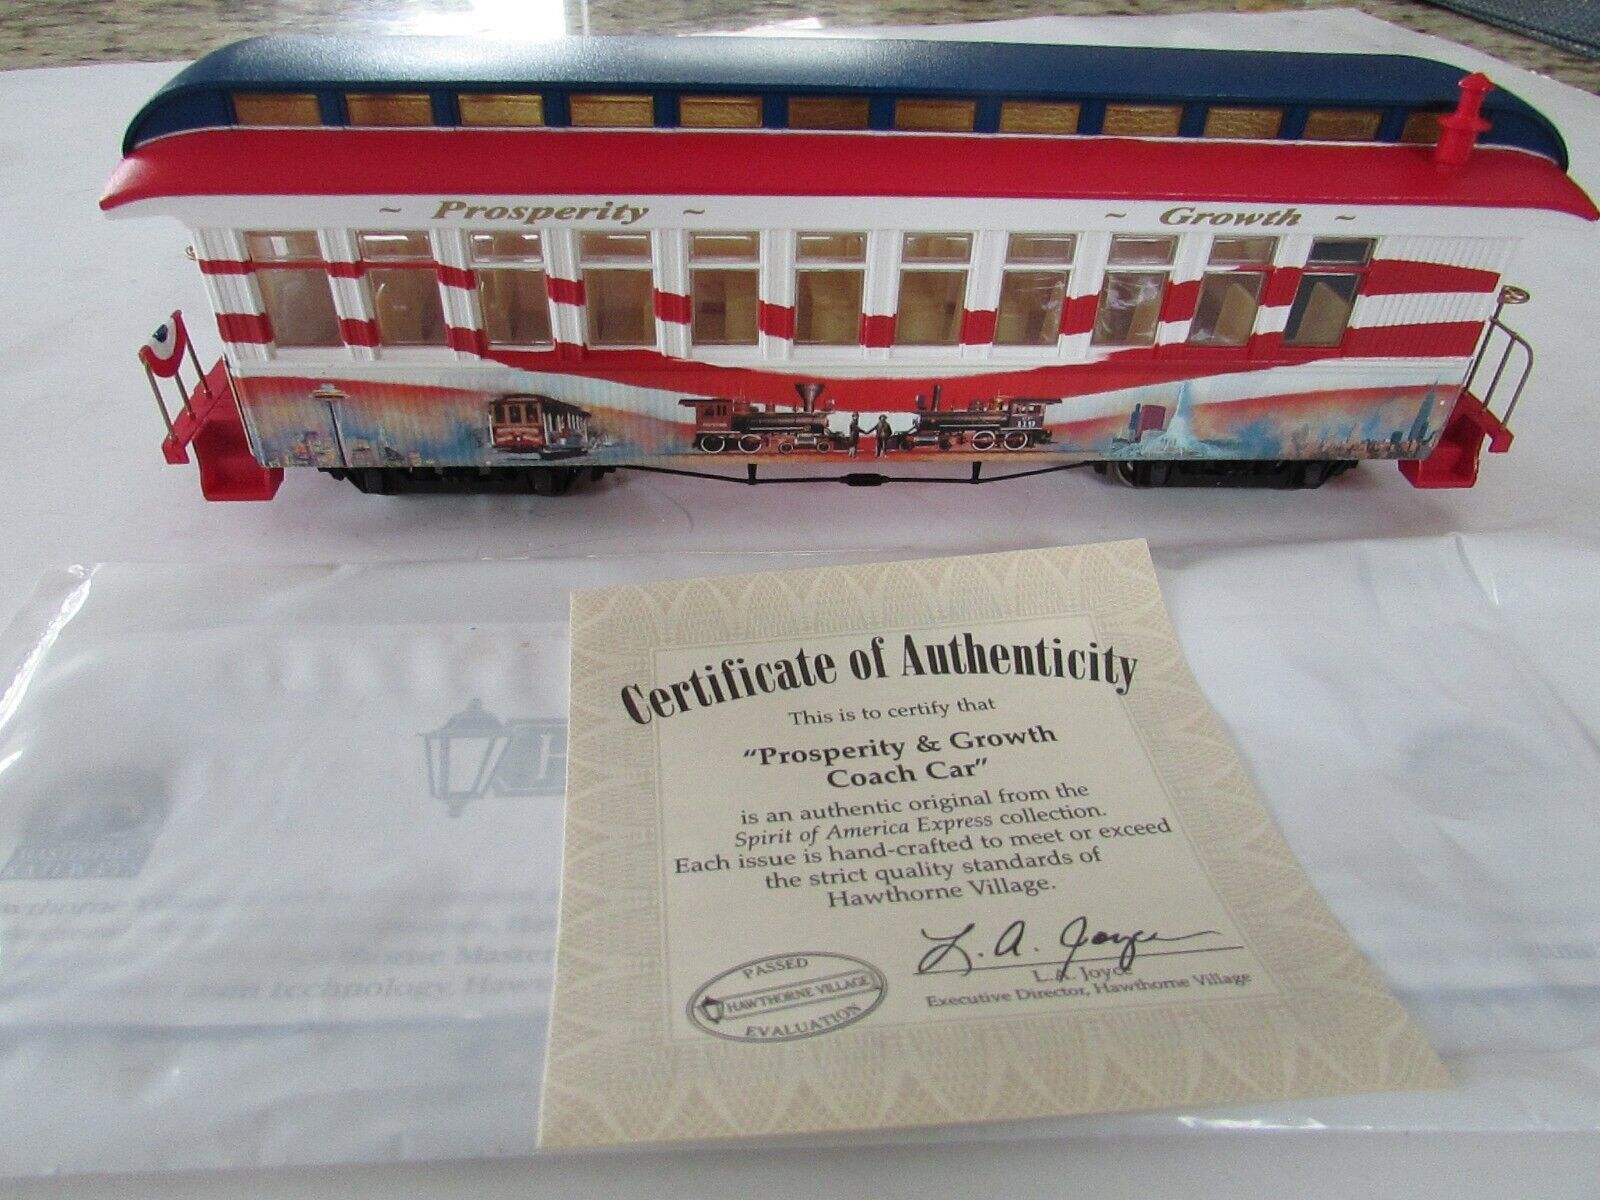 ~ Prosperity ~ ~ Growth ~
119
Certificate of Authenticity
This is to certify that
"Prosperity & Growth
Coach Car"
is an authentic original from the
Spirit of America Express collection.
Each issue is hand-crafted to meet or exceed
the strict quality standards of
Hawthorne Village.
L. A. Joyce
L.A. Joyce
Executive Director, Hawthorne Village
PASSED
HAWTHORNE VILLAGE
EVALUATION